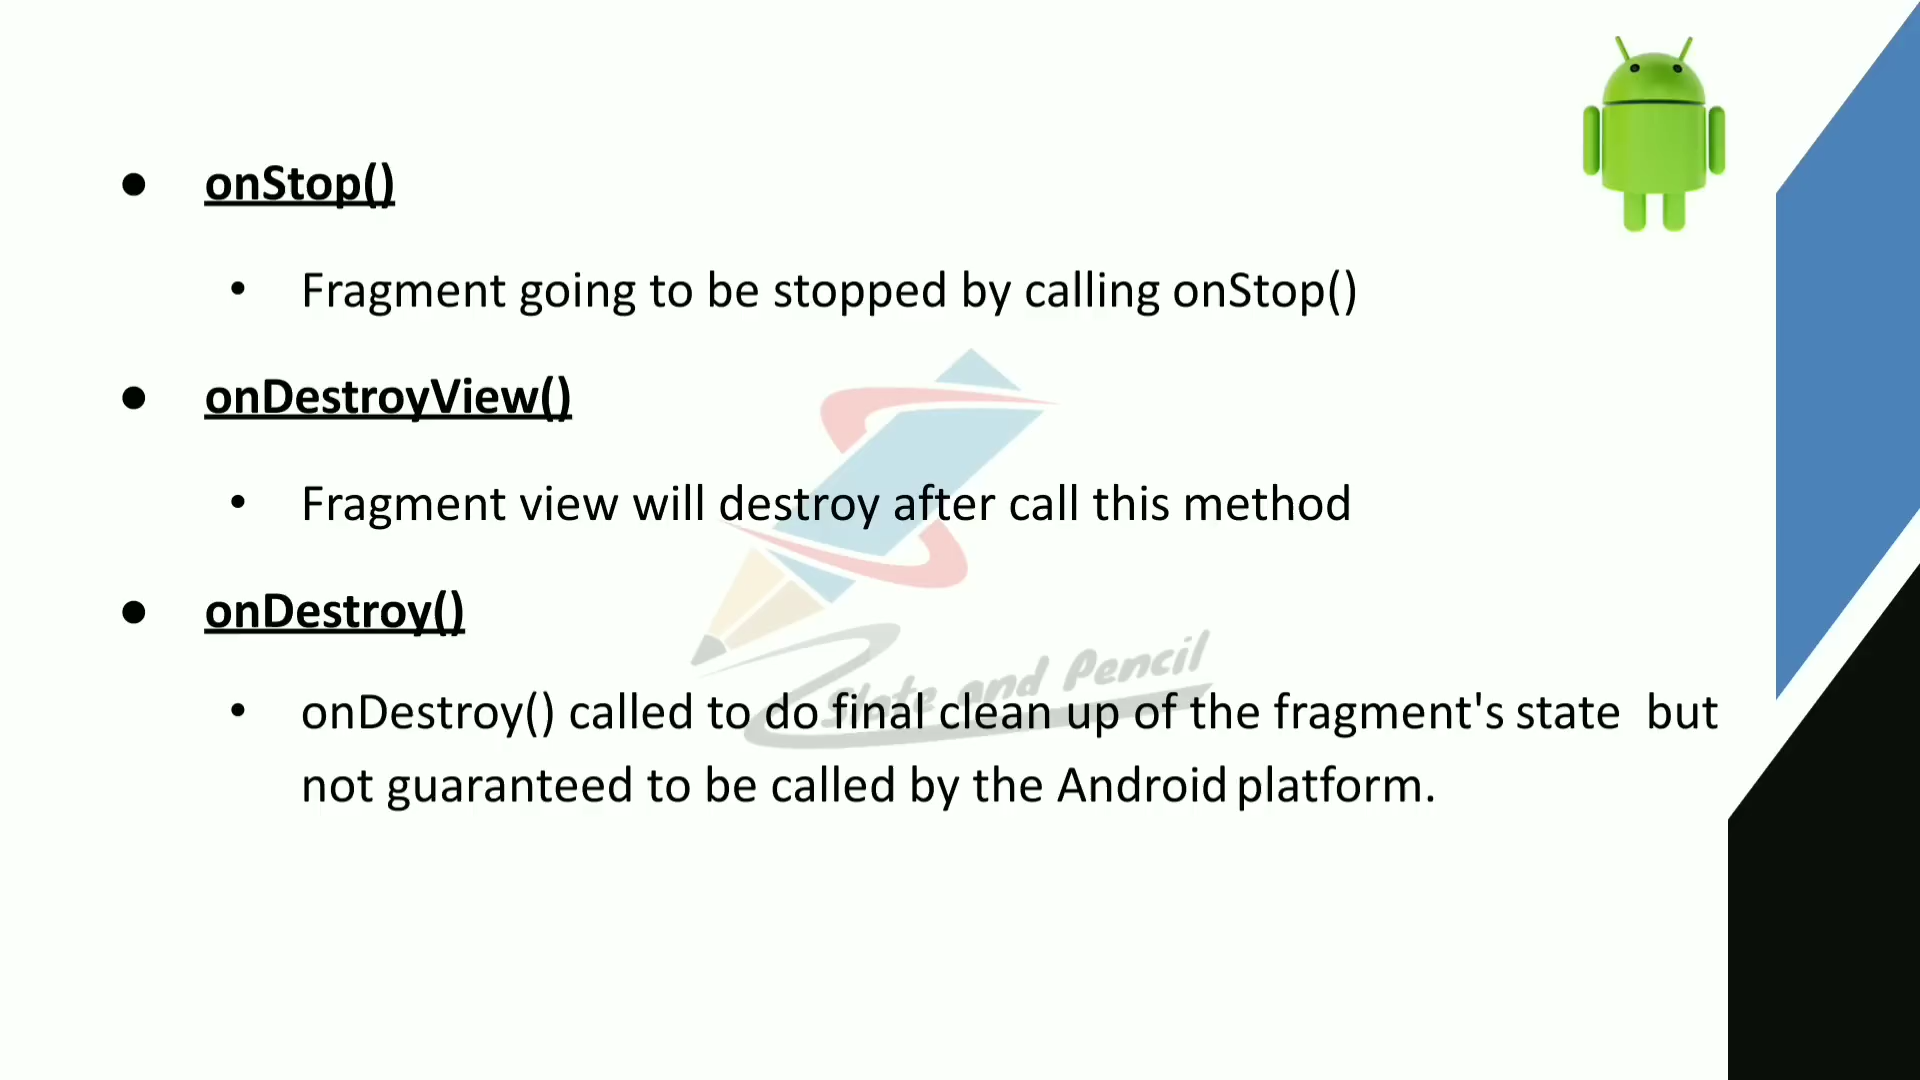 ● onStop()
• Fragment going to be stopped by calling onStop()
● onDestroyView()
• Fragment view will destroy after call this method
● onDestroy()
Slate and Pencil
• onDestroy() called to do final clean up of the fragment's state but
not guaranteed to be called by the Android platform.